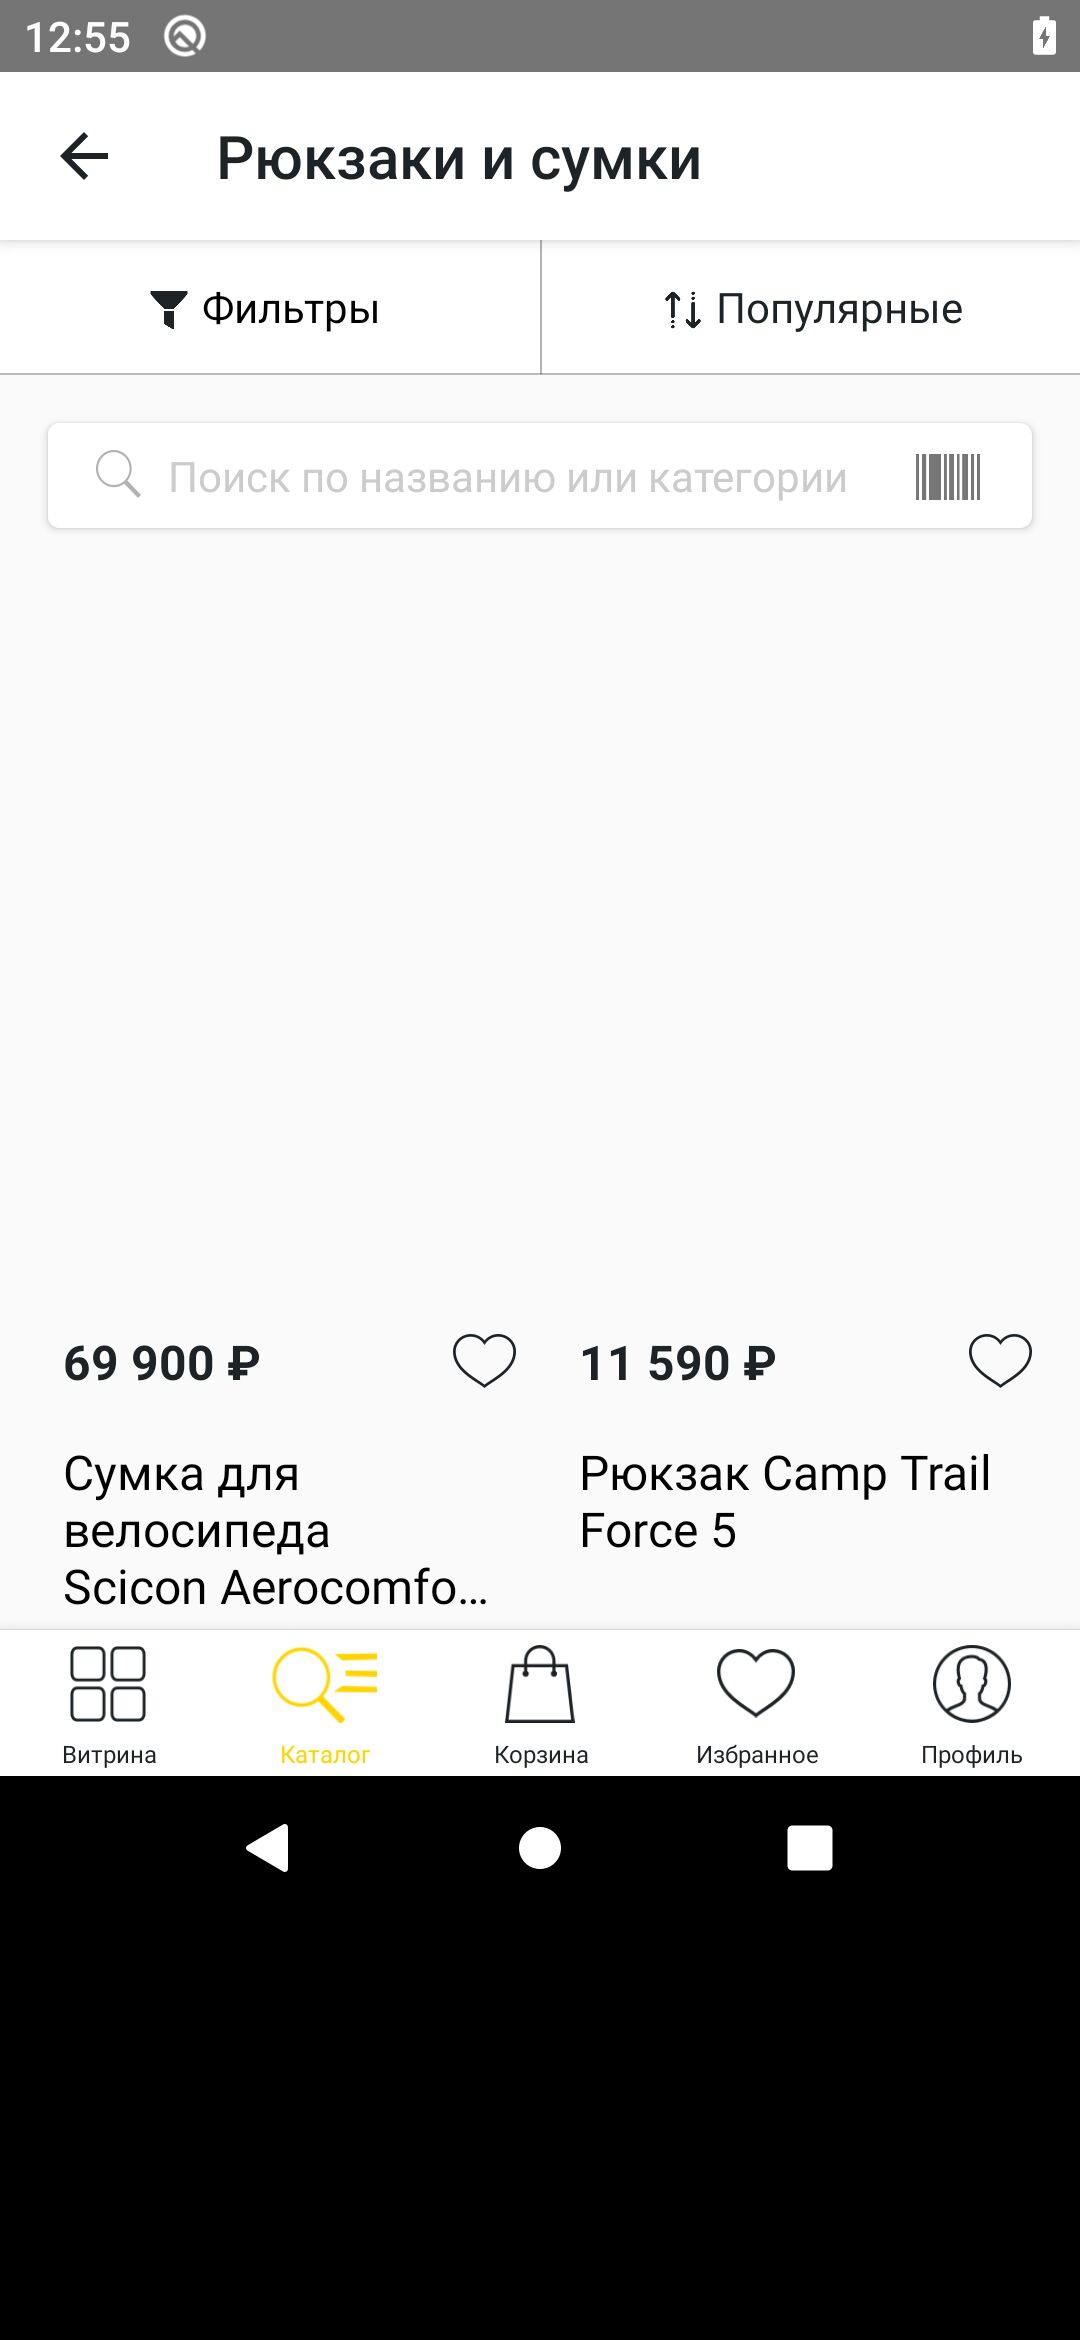 12:55
Рюкзаки и сумки
Фильтры
Популярные
Поиск по названию или категории
69 900 ₽
11 590 ₽
Сумка для
велосипеда
Scicon Aerocomfo...
Рюкзак Camp Trail
Force 5
Витрина
Каталог
Корзина
Избранное
Профиль